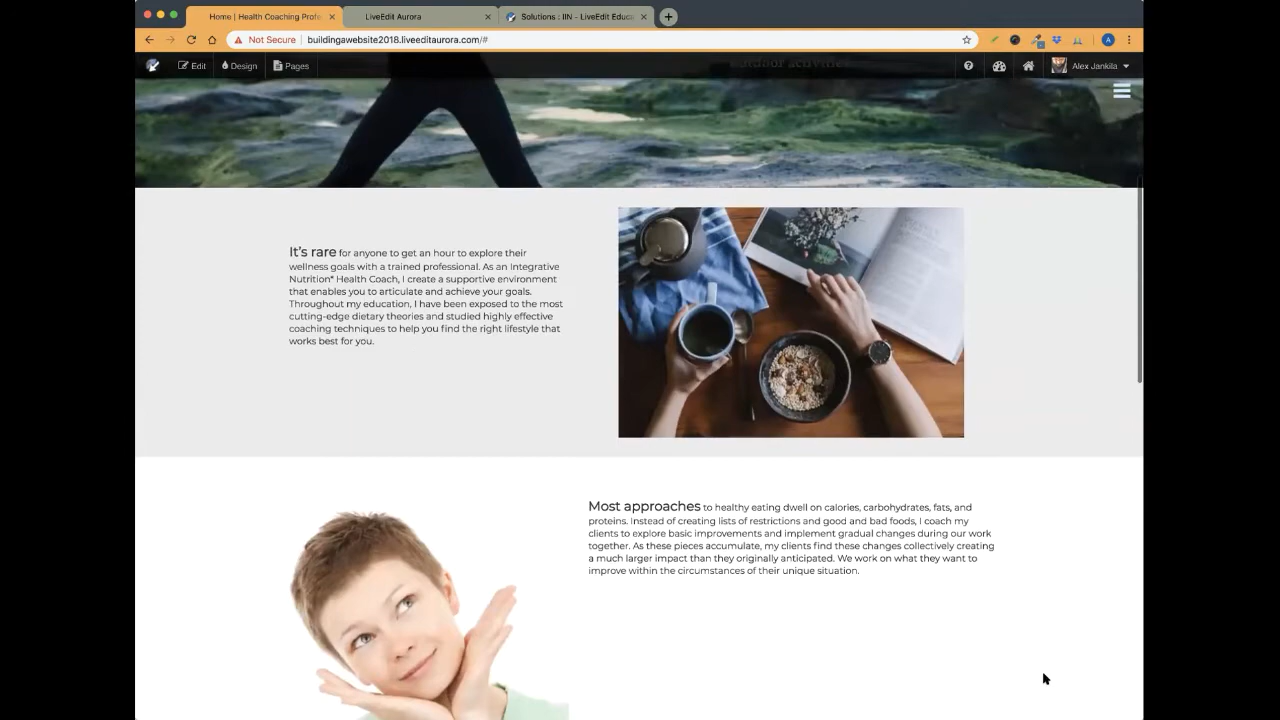 Home | Health Coaching Profe
LiveEdit Aurora
Solutions : IIN - LiveEdit Educa
Not Secure
buildingawebsite2018.liveeditaurora.com/#
A
Edit
Design
Pages
Alex Jankila
outdoor activities
It's rare for anyone to get an hour to explore their
wellness goals with a trained professional. As an Integrative
Nutrition* Health Coach, I create a supportive environment
that enables you to articulate and achieve your goals.
Throughout my education, I have been exposed to the most
cutting-edge dietary theories and studied highly effective
coaching techniques to help you find the right lifestyle that
works best for you.
Most approaches to healthy eating dwell on calories, carbohydrates, fats, and
proteins. Instead of creating lists of restrictions and good and bad foods, I coach my
clients to explore basic improvements and implement gradual changes during our work
together. As these pieces accumulate, my clients find these changes collectively creating
a much larger impact than they originally anticipated. We work on what they want to
improve within the circumstances of their unique situation.